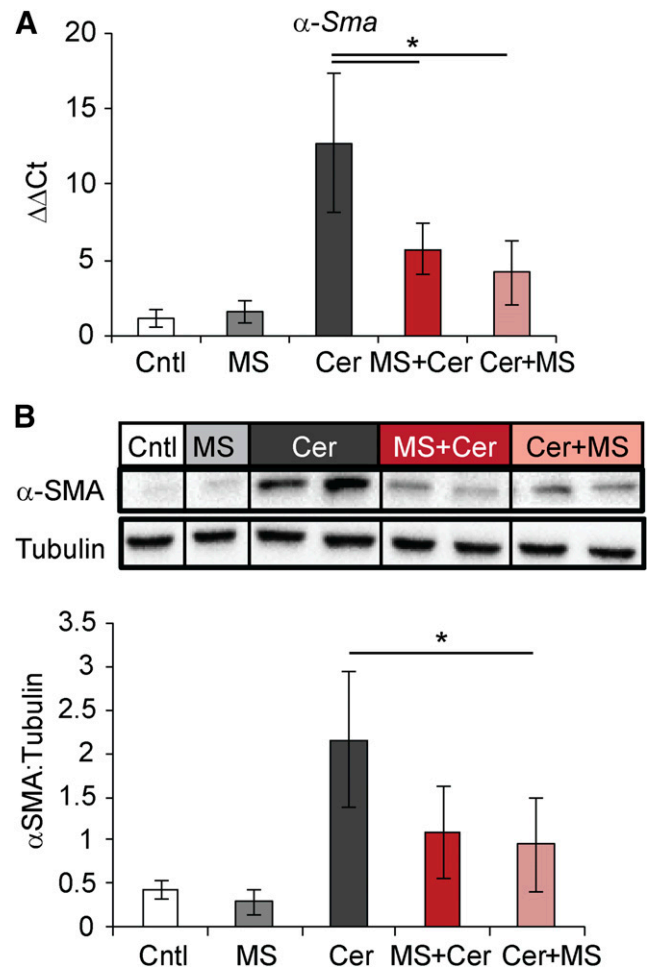 A
α-Sma
*
20
15
10
5
0
ΔΔCt
Cntl MS Cer MS+Cer Cer+MS
B
Cntl MS Cer MS+Cer Cer+MS
α-SMA
Tubulin
3.5
3
2.5
2
1.5
1
0.5
0
αSMA:Tubulin
*
Cntl MS Cer MS+Cer Cer+MS